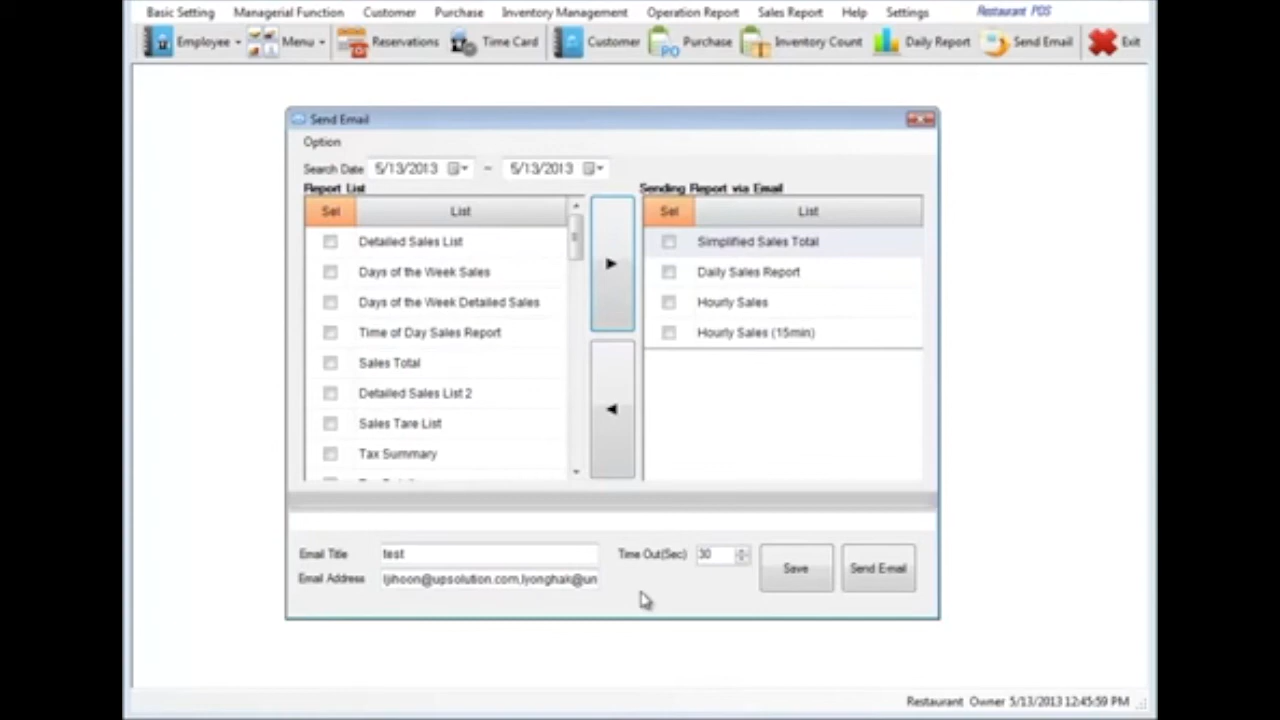 Basic Setting Managerial Function Customer Purchase Inventory Management Operation Report Sales Report Help Settings Restaurant POS
Employee Menu Reservations Time Card Customer PO Purchase Inventory Count Daily Report Send Email Exit
Send Email
Option
Search Date 5/13/2013 ~ 5/13/2013
Report List Sending Report via Email
Sel List Sel List
Detailed Sales List Simplified Sales Total
Days of the Week Sales Daily Sales Report
Days of the Week Detailed Sales Hourly Sales
Time of Day Sales Report Hourly Sales (15min)
Sales Total
Detailed Sales List 2
Sales Tare List
Tax Summary
Email Title test Time Out(Sec) 30 Save Send E-mail
Email Address ljihoon@upsolution.com,lyonghak@un
Restaurant Owner 5/13/2013 12:45:59 PM